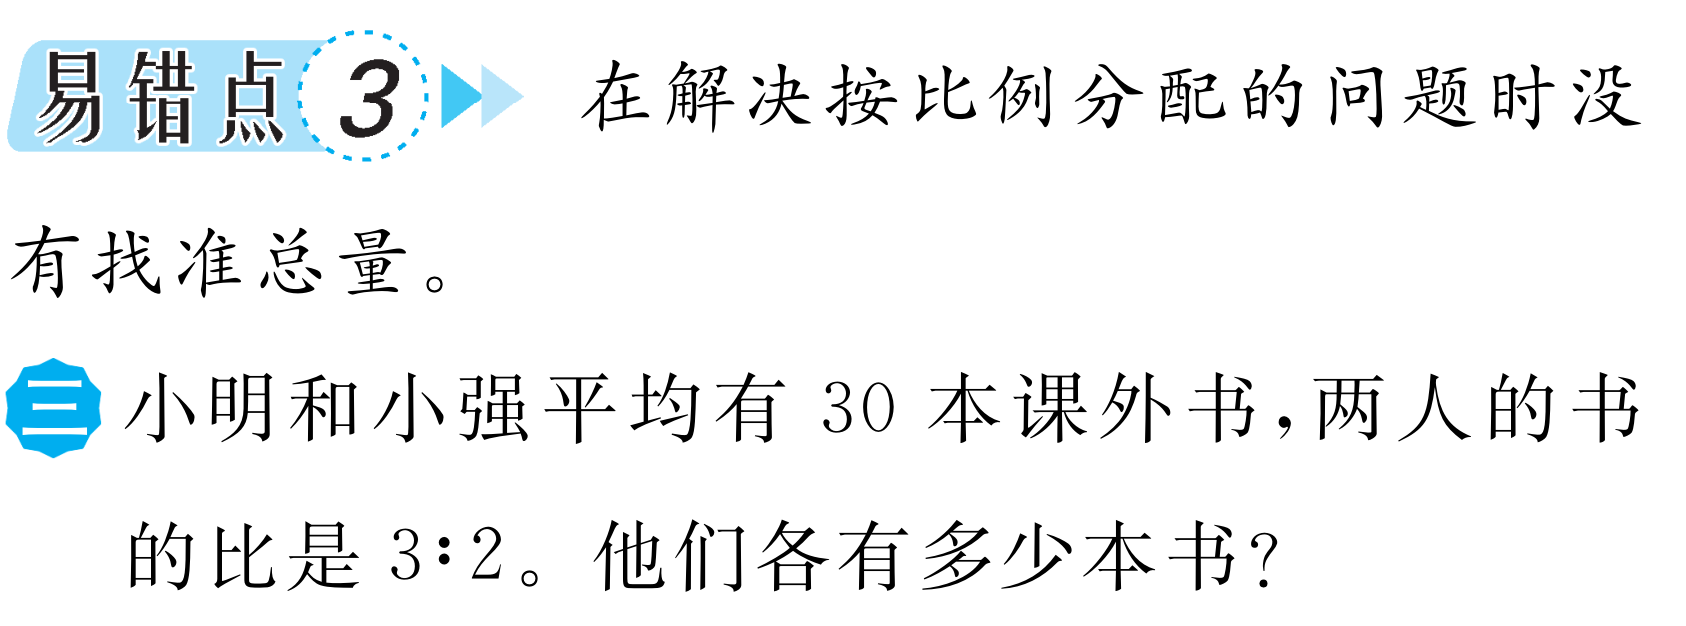 易错点 3 在解决按比例分配的问题时没
有找准总量。
三 小明和小强平均有 30 本课外书,两人的书
的比是 3∶2。他们各有多少本书?